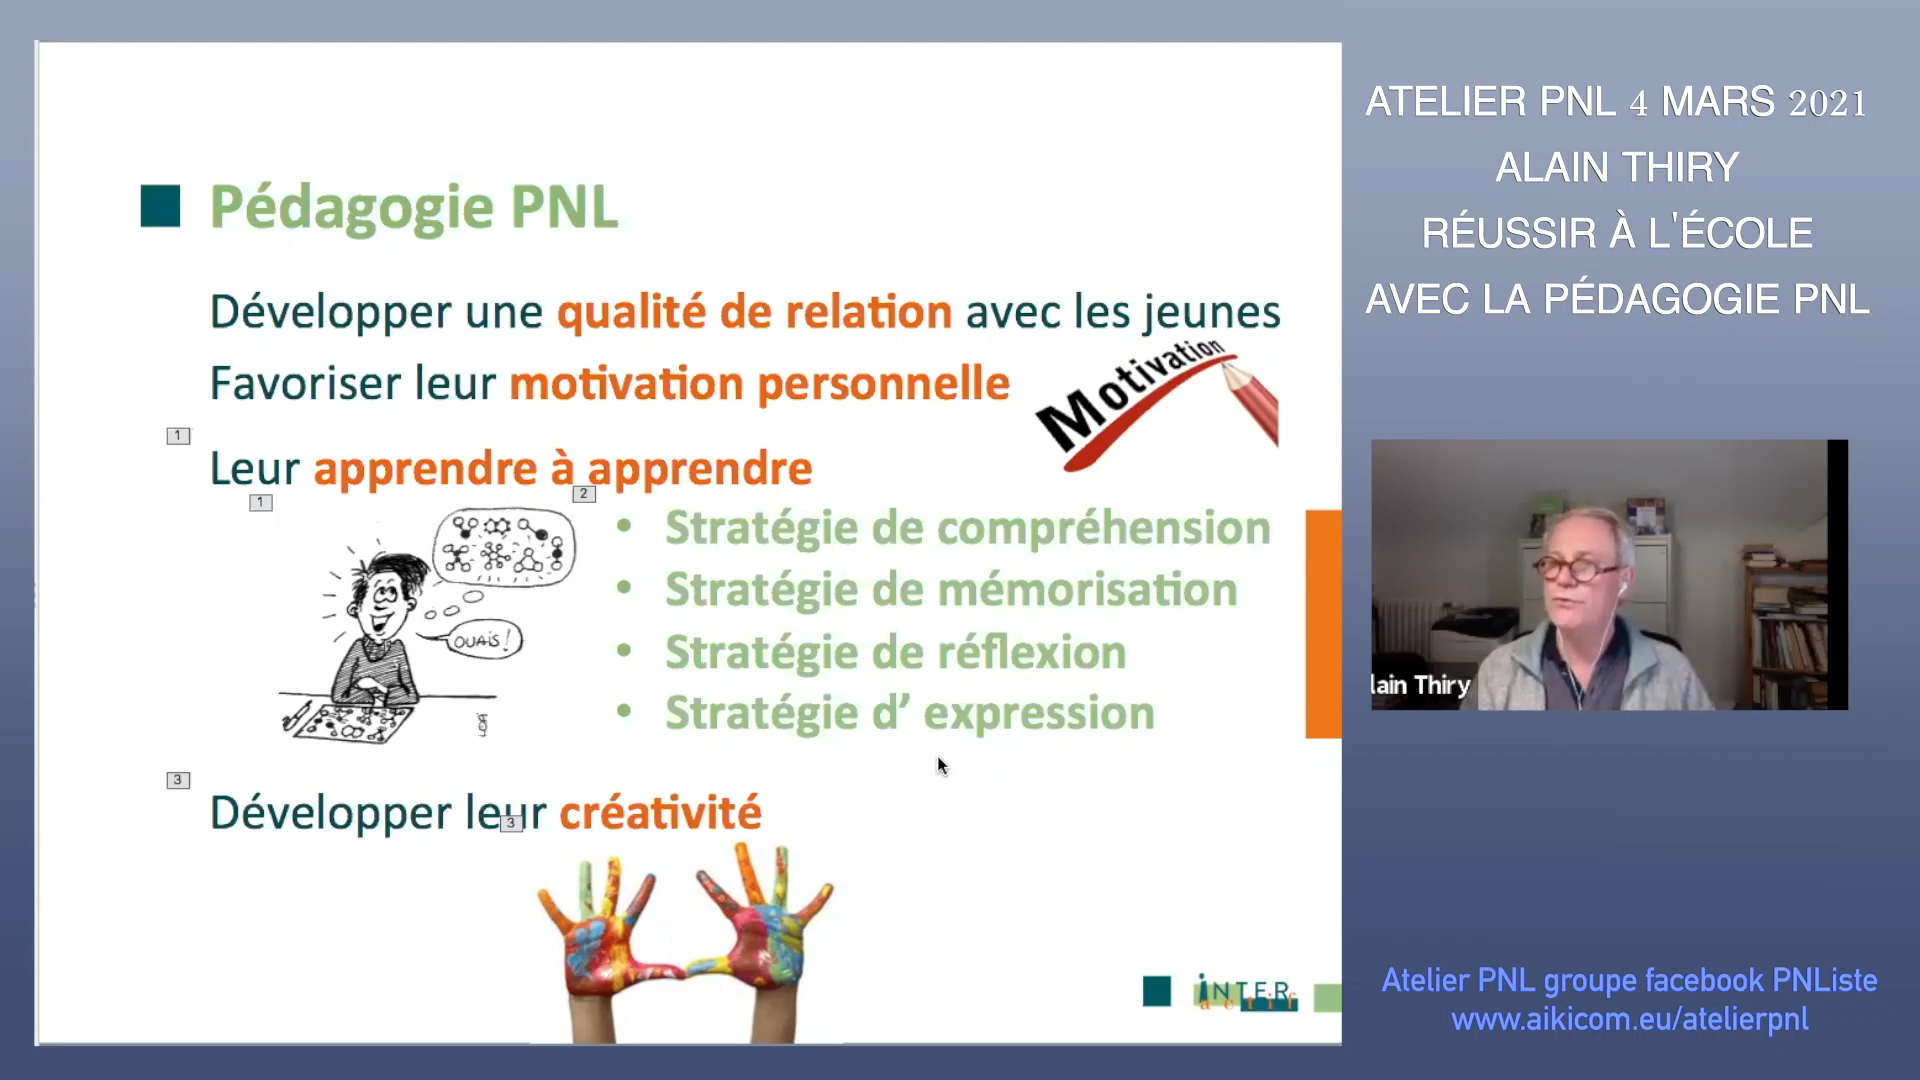 Pédagogie PNL
Développer une qualité de relation avec les jeunes
Favoriser leur motivation personnelle
Motivation
1
Leur apprendre à apprendre
1
2
• Stratégie de compréhension
• Stratégie de mémorisation
OUAIS !
• Stratégie de réflexion
• Stratégie d’ expression
3
Développer leur créativité
3
INTER
actif
ATELIER PNL 4 MARS 2021
ALAIN THIRY
RÉUSSIR À L'ÉCOLE
AVEC LA PÉDAGOGIE PNL
lain Thiry
Atelier PNL groupe facebook PNListe
www.aikicom.eu/atelierpnl